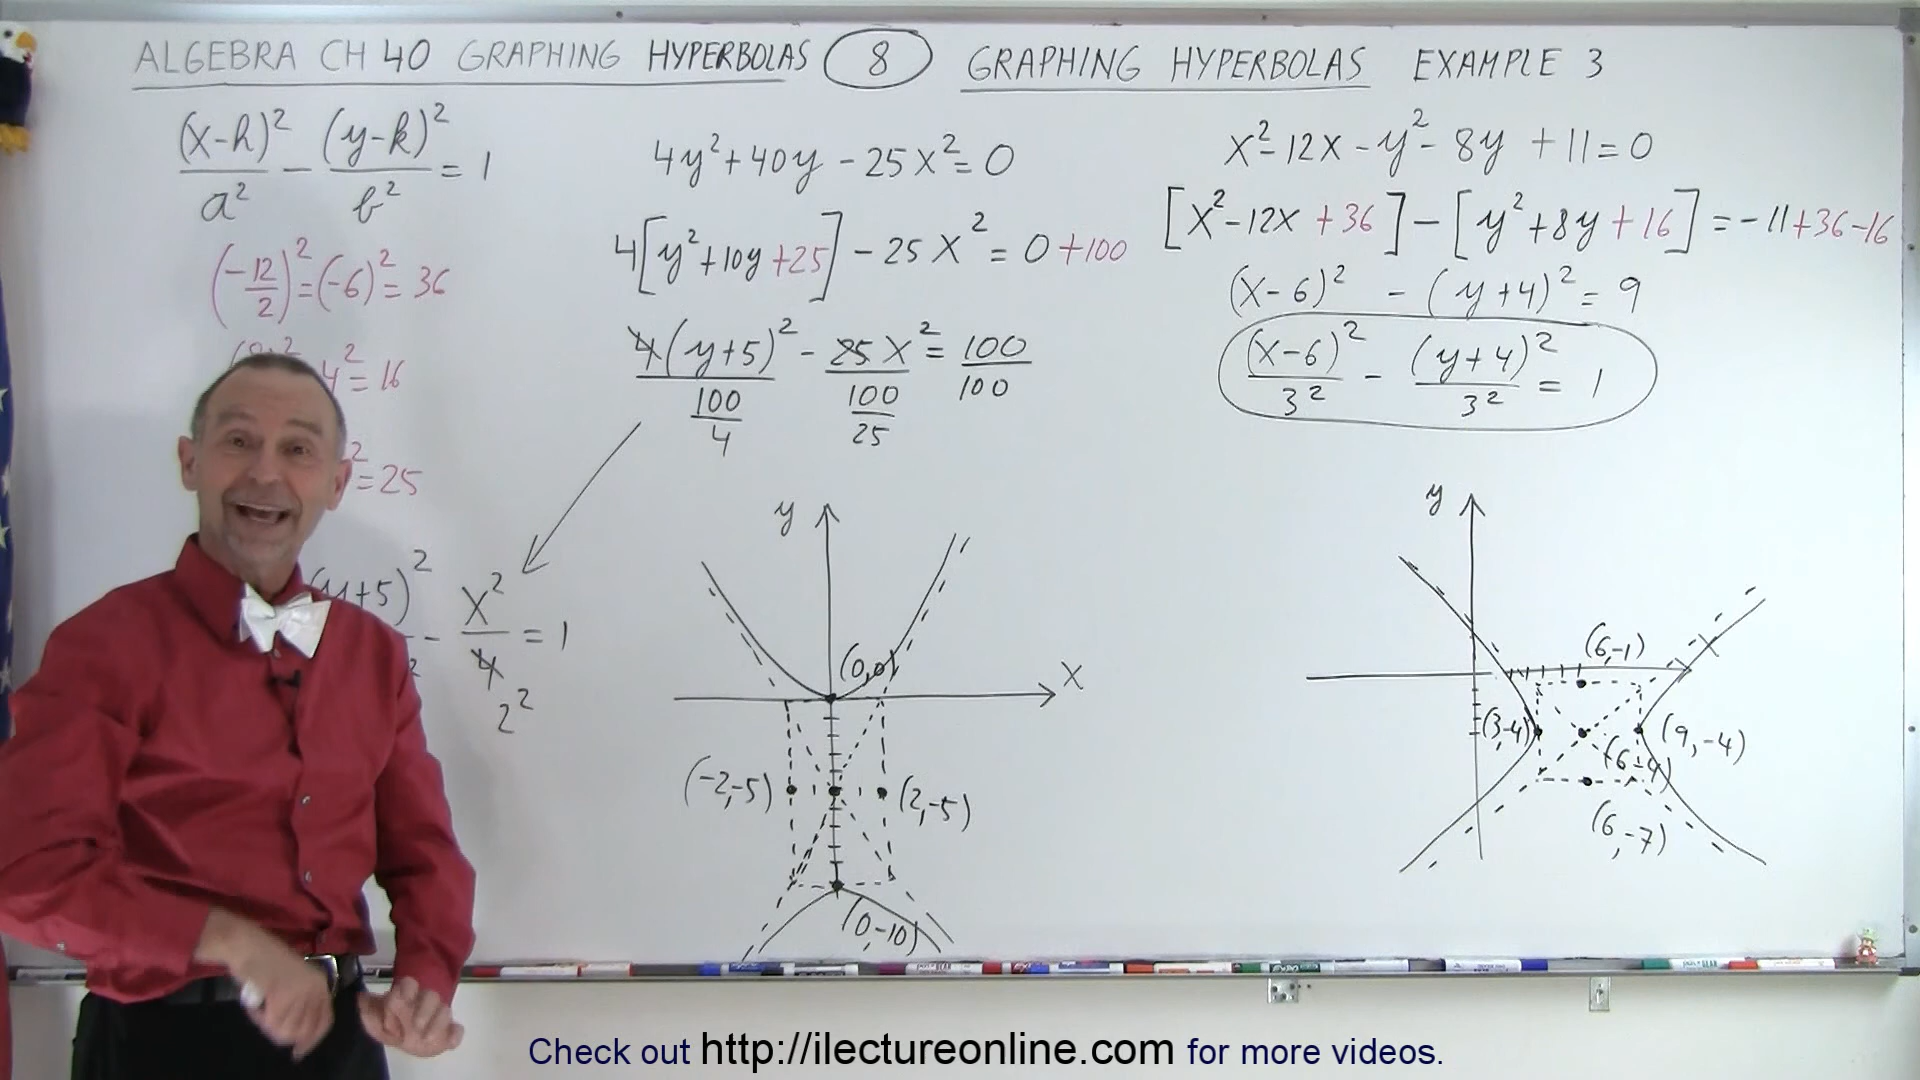 ALGEBRA CH 40 GRAPHING HYPERBOLAS 8 GRAPHING HYPERBOLAS EXAMPLE 3
(x-h)²/a² - (y-k)²/b² = 1
(-12/2)² = (-6)² = 36
4² = 16
² = 25
(y+5)² - x²/4 = 1
2²
4y² + 40y - 25x² = 0
4[y² + 10y + 25] - 25x² = 0 + 100
4(y+5)²/(100/4) - 25x²/(100/25) = 100/100
y
(0,0)
x
(-2,-5)
(2,-5)
(0,-10)
x² - 12x - y² - 8y + 11 = 0
[x² - 12x + 36] - [y² + 8y + 16] = -11 + 36 - 16
(x-6)² - (y+4)² = 9
(x-6)²/3² - (y+4)²/3² = 1
y
(6,-1)
x
(3,-4)
(9,-4)
(6,-4)
(6,-7)
Check out http://ilectureonline.com for more videos.